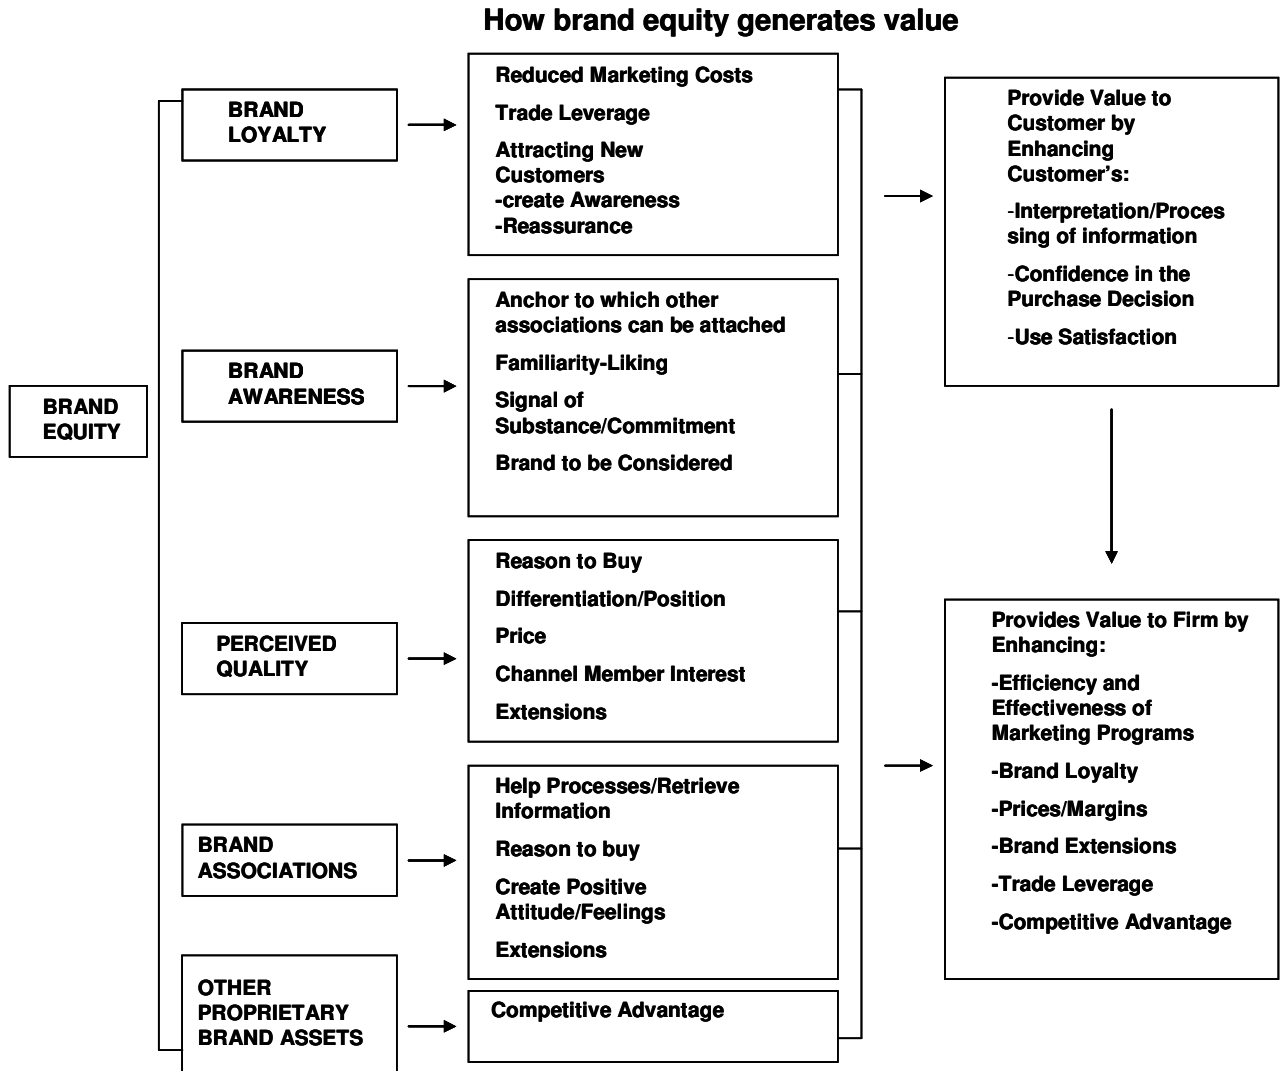 How brand equity generates value
BRAND
EQUITY
BRAND
LOYALTY
Reduced Marketing Costs
Trade Leverage
Attracting New
Customers
-create Awareness
-Reassurance
BRAND
AWARENESS
Anchor to which other
associations can be attached
Familiarity-Liking
Signal of
Substance/Commitment
Brand to be Considered
PERCEIVED
QUALITY
Reason to Buy
Differentiation/Position
Price
Channel Member Interest
Extensions
BRAND
ASSOCIATIONS
Help Processes/Retrieve
Information
Reason to buy
Create Positive
Attitude/Feelings
Extensions
OTHER
PROPRIETARY
BRAND ASSETS
Competitive Advantage
Provide Value to
Customer by
Enhancing
Customer’s:
-Interpretation/Proces
sing of information
-Confidence in the
Purchase Decision
-Use Satisfaction
Provides Value to Firm by
Enhancing:
-Efficiency and
Effectiveness of
Marketing Programs
-Brand Loyalty
-Prices/Margins
-Brand Extensions
-Trade Leverage
-Competitive Advantage